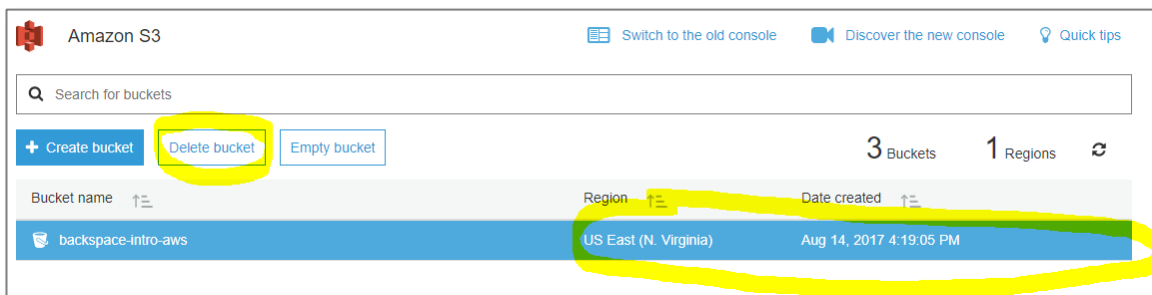 Amazon S3 Switch to the old console Discover the new console Quick tips
Search for buckets
+ Create bucket Delete bucket Empty bucket 3 Buckets 1 Regions
Bucket name Region Date created
backspace-intro-aws US East (N. Virginia) Aug 14, 2017 4:19:05 PM